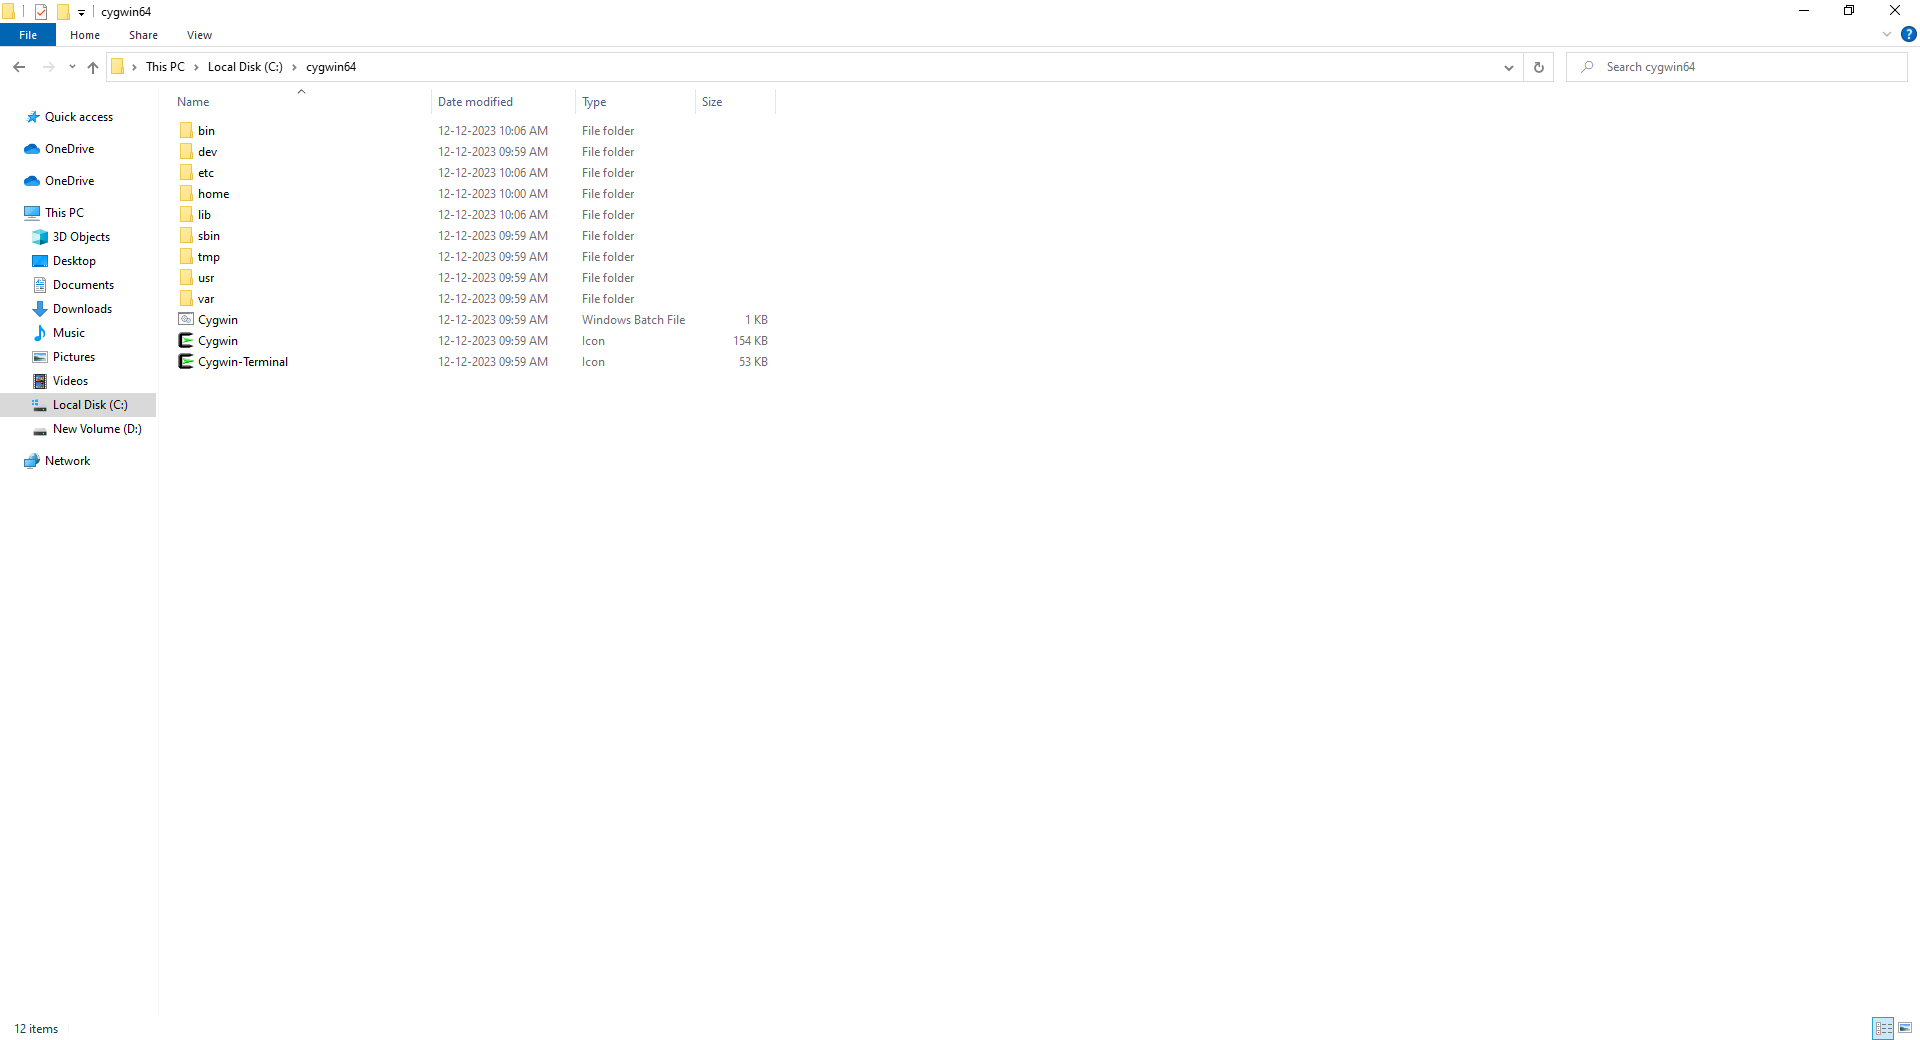 cygwin64
File Home Share View
This PC Local Disk (C:) cygwin64
Search cygwin64
Name Date modified Type Size
Quick access
OneDrive
OneDrive
This PC
3D Objects
Desktop
Documents
Downloads
Music
Pictures
Videos
Local Disk (C:)
New Volume (D:)
Network
bin 12-12-2023 10:06 AM File folder
dev 12-12-2023 09:59 AM File folder
etc 12-12-2023 10:06 AM File folder
home 12-12-2023 10:00 AM File folder
lib 12-12-2023 10:06 AM File folder
sbin 12-12-2023 09:59 AM File folder
tmp 12-12-2023 09:59 AM File folder
usr 12-12-2023 09:59 AM File folder
var 12-12-2023 09:59 AM File folder
Cygwin 12-12-2023 09:59 AM Windows Batch File 1 KB
Cygwin 12-12-2023 09:59 AM Icon 154 KB
Cygwin-Terminal 12-12-2023 09:59 AM Icon 53 KB
12 items